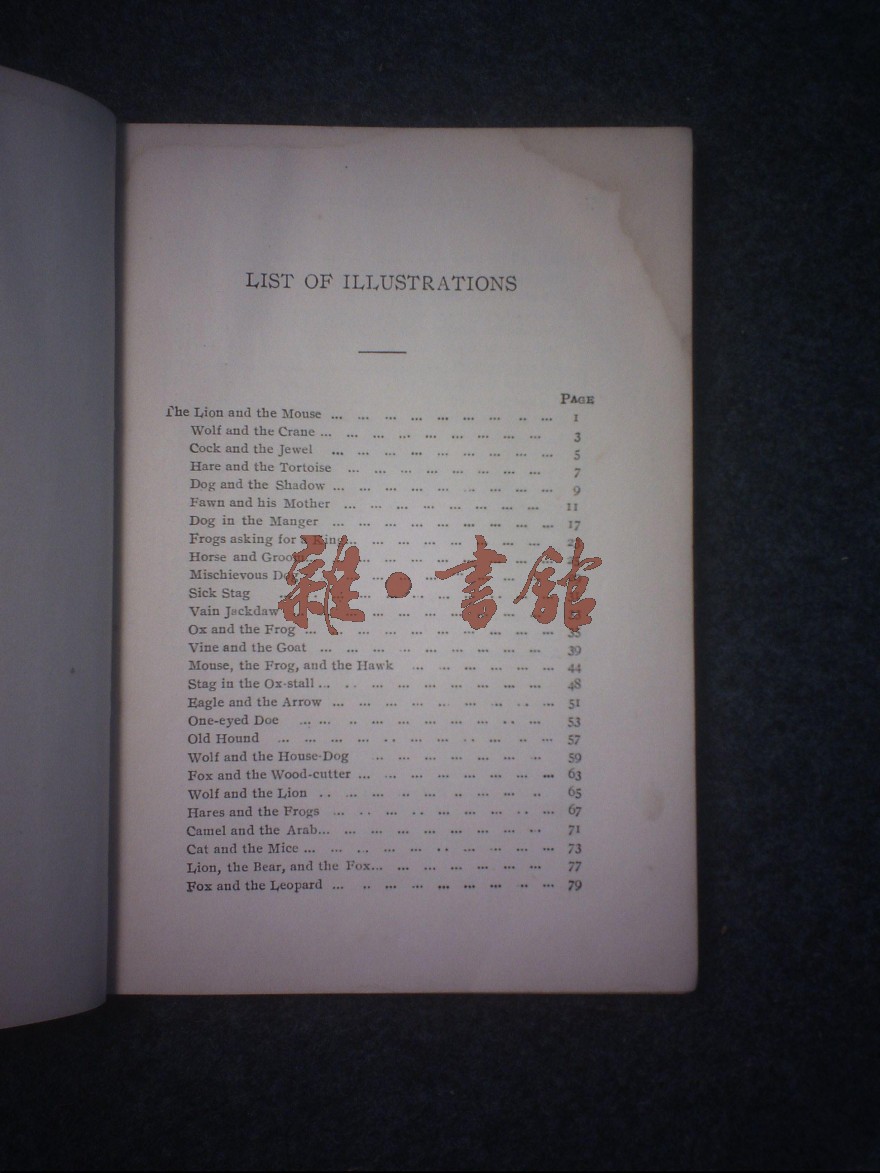 LIST OF ILLUSTRATIONS
PAGE
The Lion and the Mouse ... ... ... ... ... ... ... .. ... 1
Wolf and the Crane ... ... ... ... ... ... ... ... ... 3
Cock and the Jewel ... ... ... ... ... ... ... ... ... 5
Hare and the Tortoise ... ... ... ... ... ... ... ... 7
Dog and the Shadow ... ... ... ... ... ... ... ... ... 9
Fawn and his Mother ... ... ... ... ... ... ... ... 11
Dog in the Manger ... ... ... ... ... ... ... ... ... 17
Frogs asking for a King ... ... ... ... ... ... ... ...
Horse and Groom ... ... ... ... ... ... ...
Mischievous Dog ... ... ... ...
Sick Stag ... ... ... ...
Vain Jackdaw ... ... ... ... ... ... ... ...
Ox and the Frog ... ... ... ... ... ... ... ... ... 35
Vine and the Goat ... ... ... ... ... ... ... ... ... 39
Mouse, the Frog, and the Hawk ... ... ... ... ... ... 44
Stag in the Ox-stall ... .. ... ... ... ... ... ... ... 48
Eagle and the Arrow ... ... ... ... ... ... ... .. ... 51
One-eyed Doe ... ... .. ... ... ... ... ... .. ... 53
Old Hound ... ... ... ... .. ... ... .. ... ... ... 57
Wolf and the House-Dog .. ... ... ... ... ... .. 59
Fox and the Wood-cutter ... ... ... ... ... ... ... ... 63
Wolf and the Lion .. ... ... ... ... ... ... ... .. 65
Hares and the Frogs ... .. ... .. ... ... ... .. ... 67
Camel and the Arab... ... ... ... ... ... ... ... .. 71
Cat and the Mice ... ... ... ... ... .. ... ... ... ... 73
Lion, the Bear, and the Fox... ... ... ... ... ... ... 77
Fox and the Leopard ... .. ... ... ... ... ... .. ... 79
雜·書館